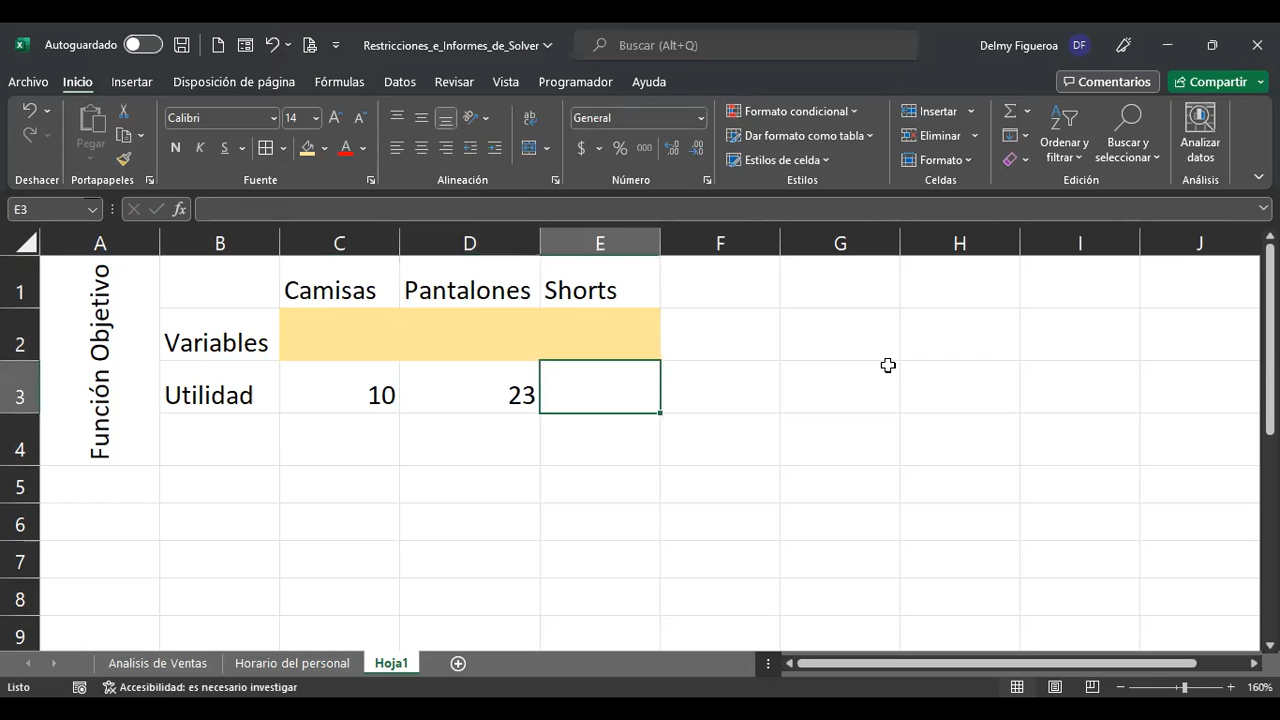 Autoguardado Restricciones_e_Informes_de_Solver Buscar (Alt+Q) Delmy Figueroa DF
Archivo Inicio Insertar Disposición de página Fórmulas Datos Revisar Vista Programador Ayuda Comentarios Compartir
Pegar
Calibri 14
N K S
General
$ % 000
Formato condicional
Dar formato como tabla
Estilos de celda
Insertar
Eliminar
Formato
Ordenar y filtrar
Buscar y seleccionar
Analizar datos
Deshacer Portapapeles Fuente Alineación Número Estilos Celdas Edición Análisis
E3 fx
A B C D E F G H I J
Función Objetivo
1 Camisas Pantalones Shorts
2 Variables
3 Utilidad 10 23
4
5
6
7
8
9
Analisis de Ventas Horario del personal Hoja1
Listo Accesibilidad: es necesario investigar 160%